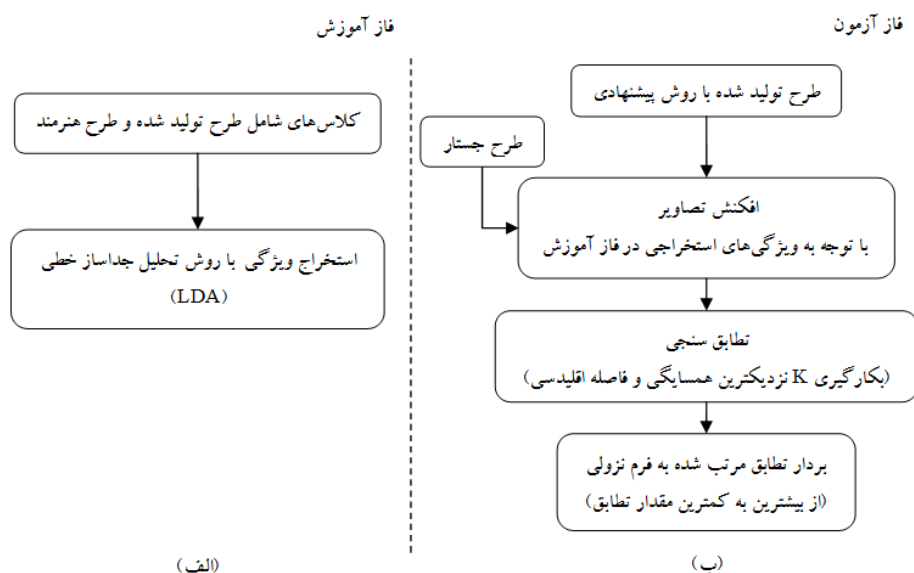 فاز آزمون
فاز آموزش
طرح تولید شده با روش پیشنهادی
طرح جستار
افکنش تصاویر
با توجه به ویژگی‌های استخراجی در فاز آموزش
تطابق سنجی
(بکارگیری K نزدیکترین همسایگی و فاصله اقلیدسی)
بردار تطابق مرتب شده به فرم نزولی
(از بیشترین به کمترین مقدار تطابق)
(ب)
کلاس‌های شامل طرح تولید شده و طرح هنرمند
استخراج ویژگی با روش تحلیل جداساز خطی
(LDA)
(الف)